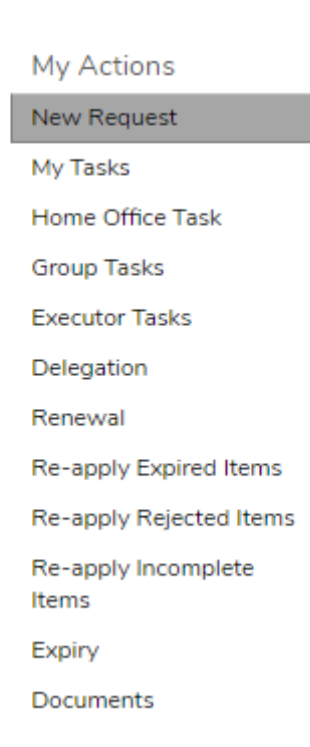 My Actions
New Request
My Tasks
Home Office Task
Group Tasks
Executor Tasks
Delegation
Renewal
Re-apply Expired Items
Re-apply Rejected Items
Re-apply Incomplete
Items
Expiry
Documents